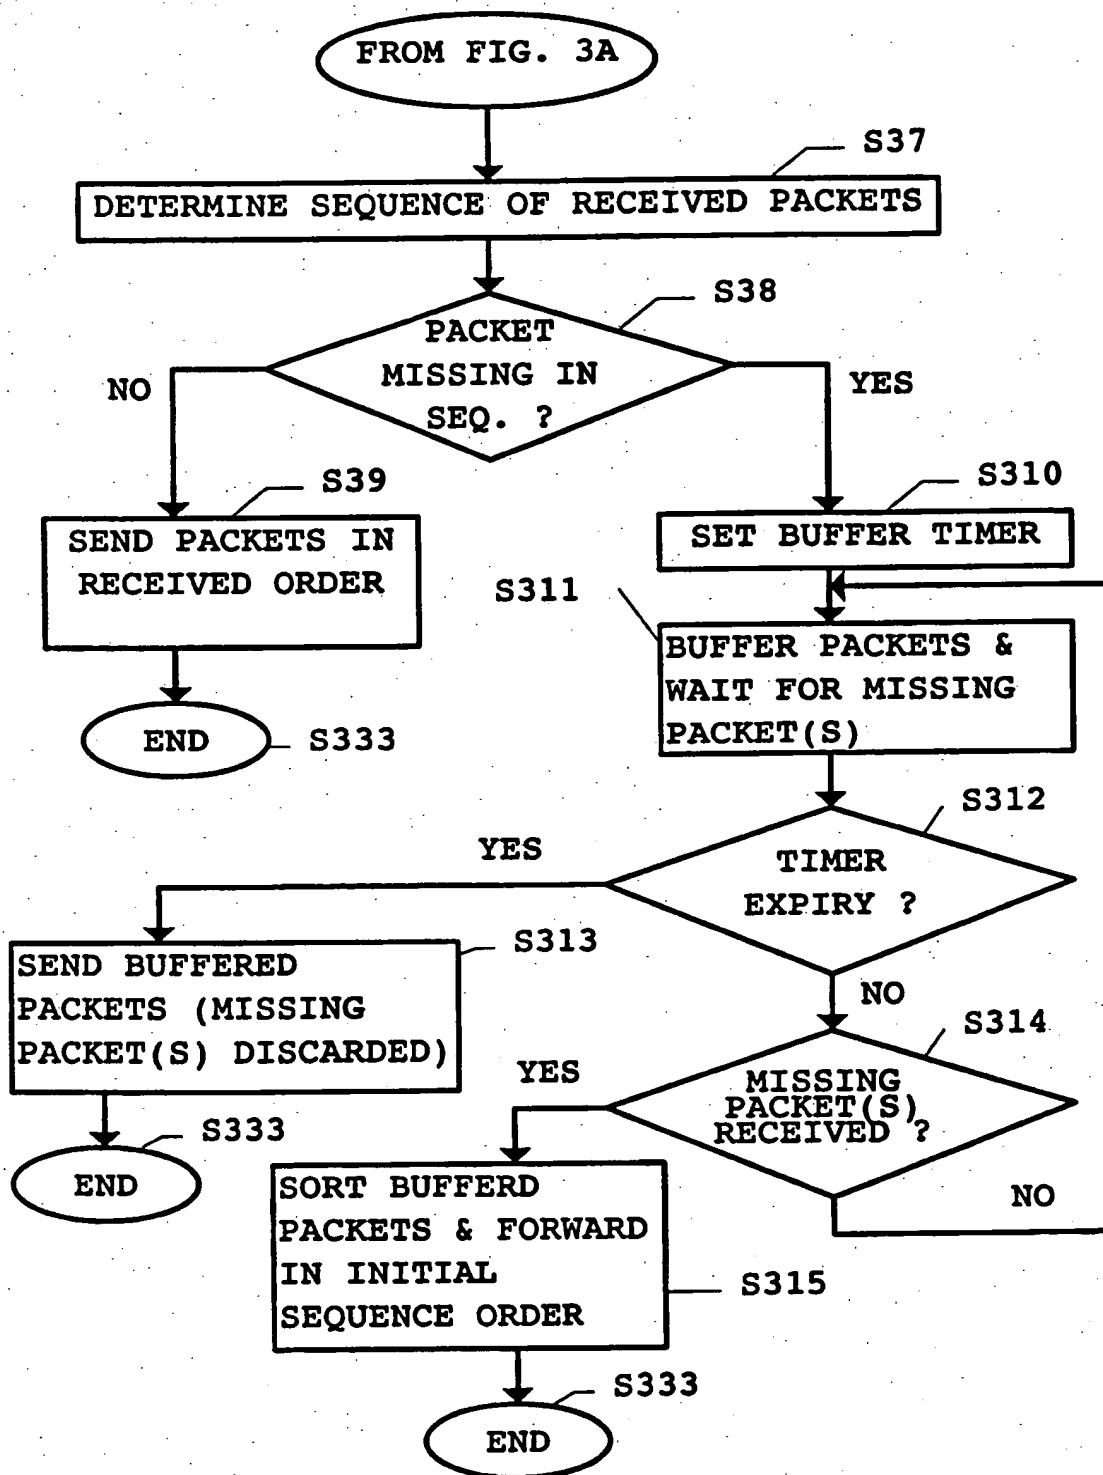 FROM FIG. 3A
S37
DETERMINE SEQUENCE OF RECEIVED PACKETS
S38
PACKET
MISSING IN
SEQ. ?
NO
YES
S39
SEND PACKETS IN
RECEIVED ORDER
S310
SET BUFFER TIMER
S311
BUFFER PACKETS &
WAIT FOR MISSING
PACKET(S)
END
S333
S312
TIMER
EXPIRY ?
YES
NO
S313
SEND BUFFERED
PACKETS (MISSING
PACKET(S) DISCARDED)
S314
MISSING
PACKET(S)
RECEIVED ?
YES
NO
S333
END
SORT BUFFERD
PACKETS & FORWARD
IN INITIAL
SEQUENCE ORDER
S315
S333
END